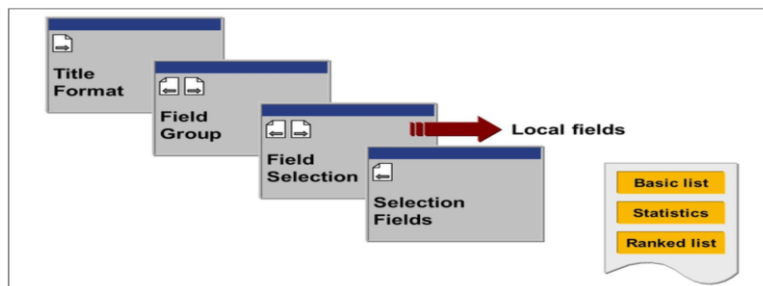 Title
Format
Field
Group
Field
Selection
Local fields
Selection
Fields
Basic list
Statistics
Ranked list